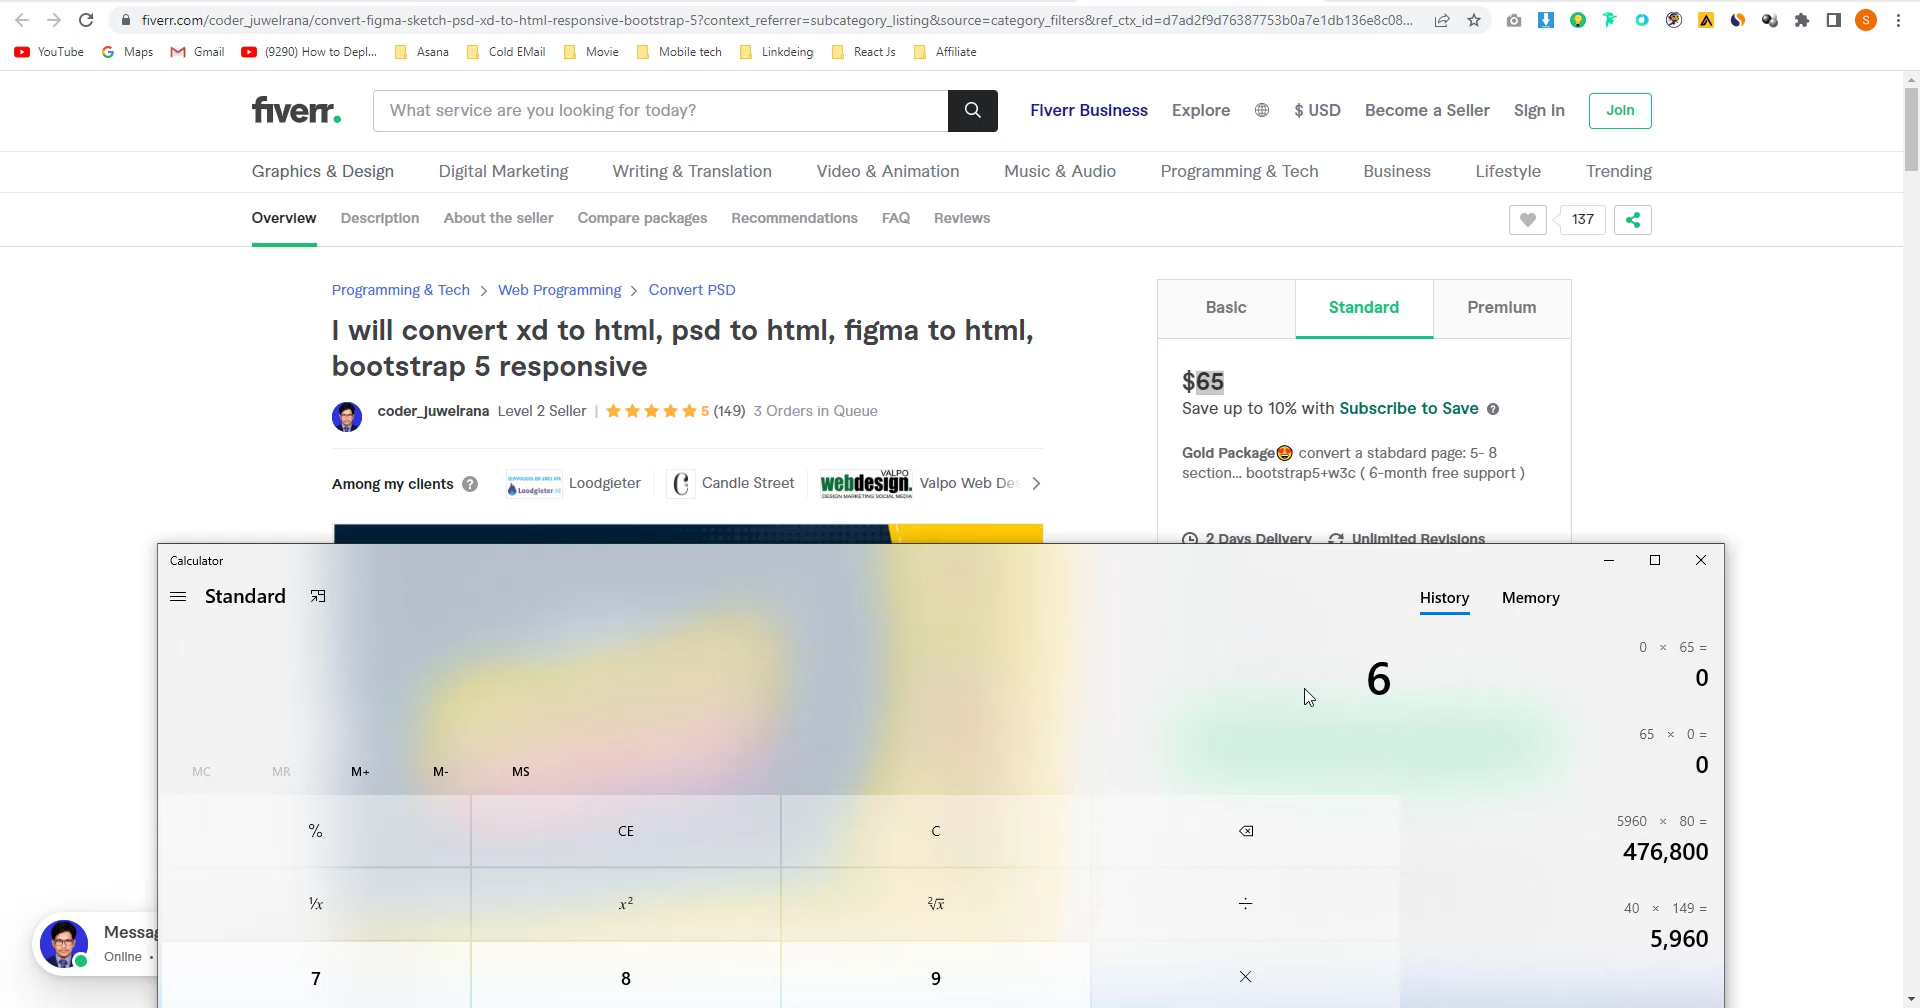 fiverr.com/coder_juwelrana/convert-figma-sketch-psd-xd-to-html-responsive-bootstrap-5?context_referrer=subcategory_listing&source=category_filters&ref_ctx_id=d7ad2f9d76387753b0a7e1db136e8c08...
S
YouTube Maps Gmail (9290) How to Depl... Asana Cold EMail Movie Mobile tech Linkdeing React Js Affiliate
fiverr. What service are you looking for today? Fiverr Business Explore $ USD Become a Seller Sign In Join
Graphics & Design Digital Marketing Writing & Translation Video & Animation Music & Audio Programming & Tech Business Lifestyle Trending
Overview Description About the seller Compare packages Recommendations FAQ Reviews 137
Programming & Tech > Web Programming > Convert PSD
I will convert xd to html, psd to html, figma to html,
bootstrap 5 responsive
coder_juwelrana Level 2 Seller | 5 (149) 3 Orders in Queue
Among my clients ? Loodgieter.nl Loodgieter C Candle Street VALPO webdesign. DESIGN MARKETING SOCIAL MEDIA Valpo Web Des
Basic Standard Premium
$65
Save up to 10% with Subscribe to Save ?
Gold Package🤩 convert a stabdard page: 5- 8
section... bootstrap5+w3c ( 6-month free support )
2 Days Delivery Unlimited Revisions
Calculator
Standard
History Memory
6
0 × 65 =
0
65 × 0 =
0
5960 × 80 =
476,800
40 × 149 =
5,960
MC MR M+ M- MS
% CE C
⅟x x² ²√x ÷
7 8 9 ×
Messag
Online •